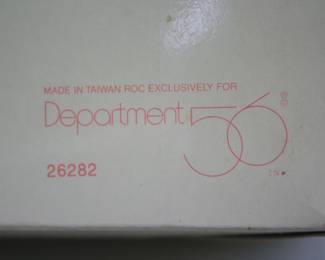 MADE IN TAIWAN ROC EXCLUSIVELY FOR
Department 56
26282